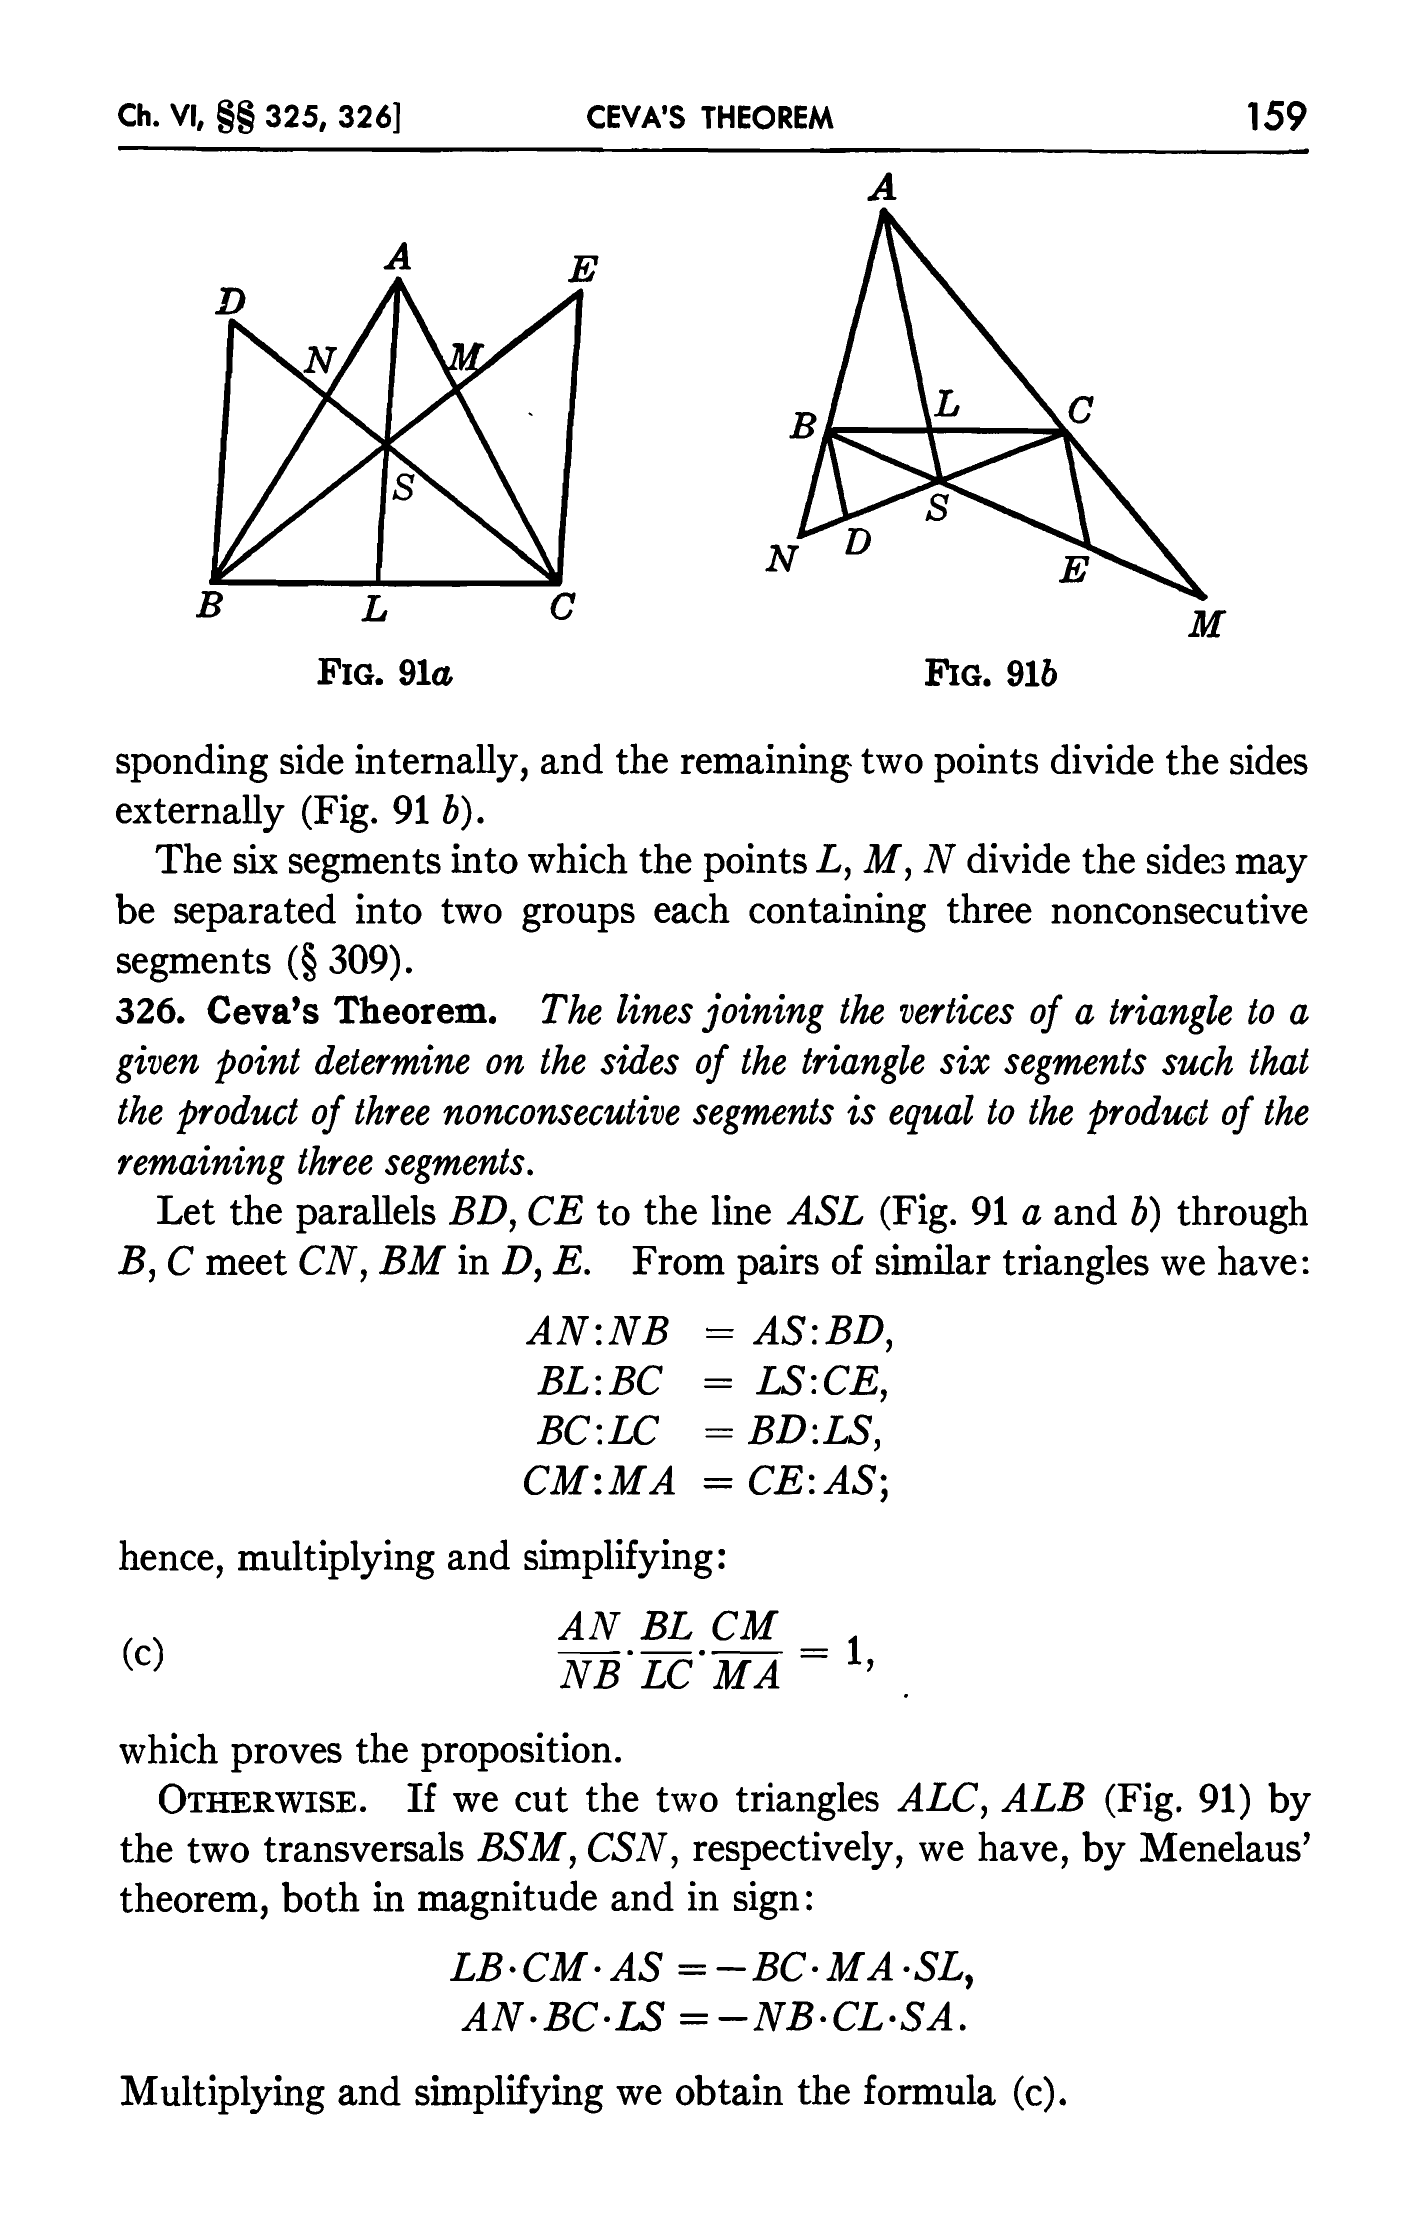 Ch. VI, §§ 325, 326] CEVA'S THEOREM 159
A
E
D
N
M
S
B
L
C
A
B
L
C
S
N
D
E
M
FIG. 91a
FIG. 91b
sponding side internally, and the remaining two points divide the sides
externally (Fig. 91 b).
The six segments into which the points L, M, N divide the sides may
be separated into two groups each containing three nonconsecutive
segments (§ 309).
326. Ceva's Theorem. The lines joining the vertices of a triangle to a
given point determine on the sides of the triangle six segments such that
the product of three nonconsecutive segments is equal to the product of the
remaining three segments.
Let the parallels BD, CE to the line ASL (Fig. 91 a and b) through
B, C meet CN, BM in D, E. From pairs of similar triangles we have:
AN:NB = AS:BD,
BL:BC = LS:CE,
BC:LC = BD:LS,
CM:MA = CE:AS;
hence, multiplying and simplifying:
(c) AN/NB · BL/LC · CM/MA = 1,
which proves the proposition.
OTHERWISE. If we cut the two triangles ALC, ALB (Fig. 91) by
the two transversals BSM, CSN, respectively, we have, by Menelaus'
theorem, both in magnitude and in sign:
LB·CM·AS = −BC·MA·SL,
AN·BC·LS = −NB·CL·SA.
Multiplying and simplifying we obtain the formula (c).